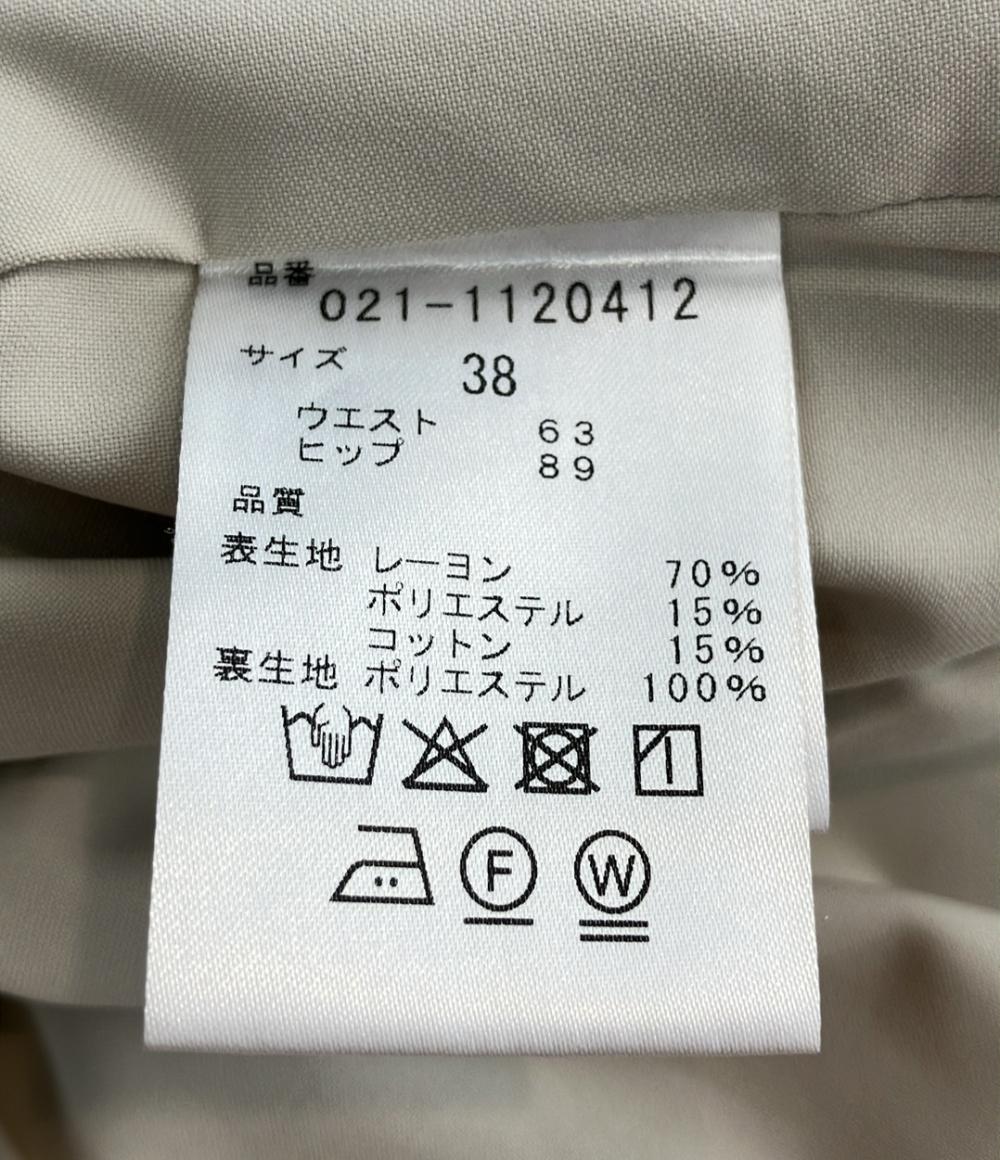 品番
021-1120412
サイズ 38
ウエスト 63
ヒップ 89
品質
表生地 レーヨン 70%
ポリエステル 15%
コットン 15%
裏生地 ポリエステル 100%
F W